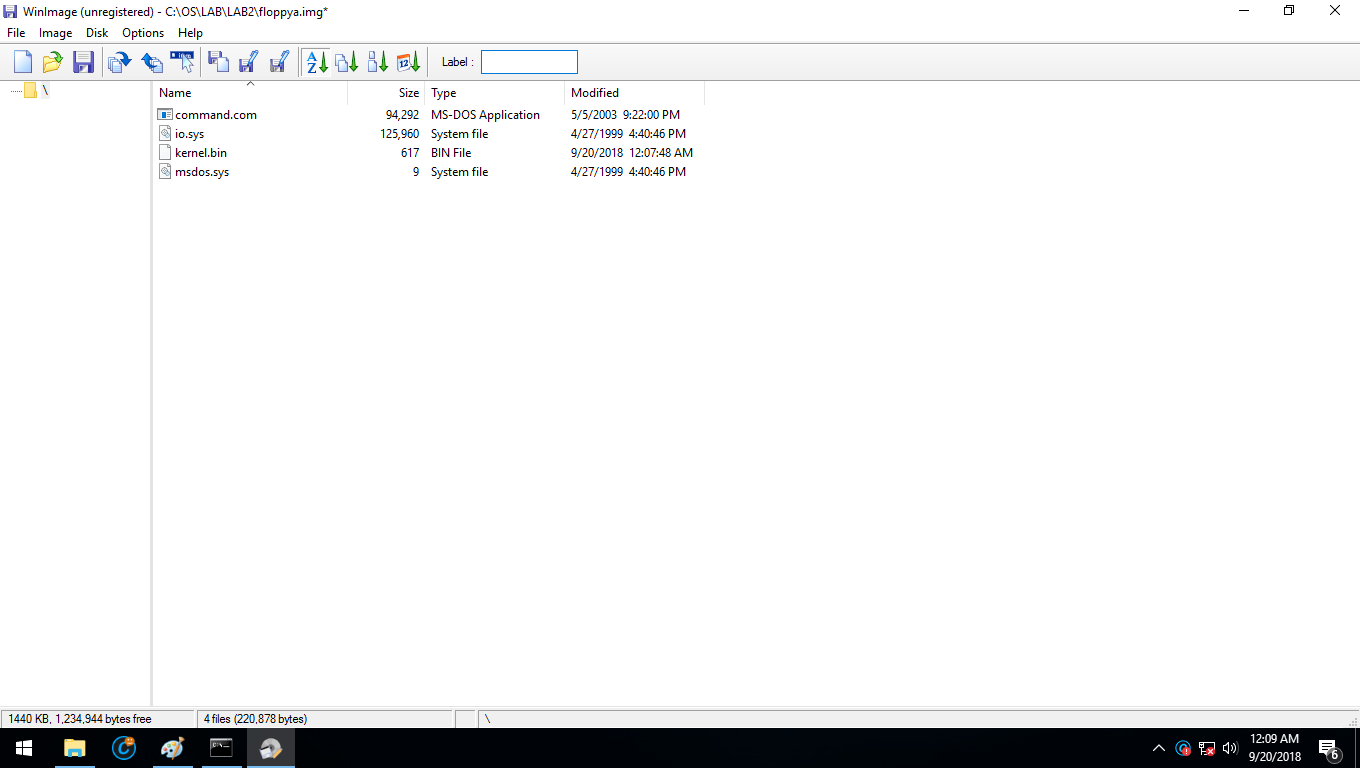 WinImage (unregistered) - C:\OS\LAB\LAB2\floppya.img*
File Image Disk Options Help
A Z item 12 Label :
\
Name Size Type Modified
command.com 94,292 MS-DOS Application 5/5/2003 9:22:00 PM
io.sys 125,960 System file 4/27/1999 4:40:46 PM
kernel.bin 617 BIN File 9/20/2018 12:07:48 AM
msdos.sys 9 System file 4/27/1999 4:40:46 PM
1440 KB, 1,234,944 bytes free 4 files (220,878 bytes) \
12:09 AM
9/20/2018
6